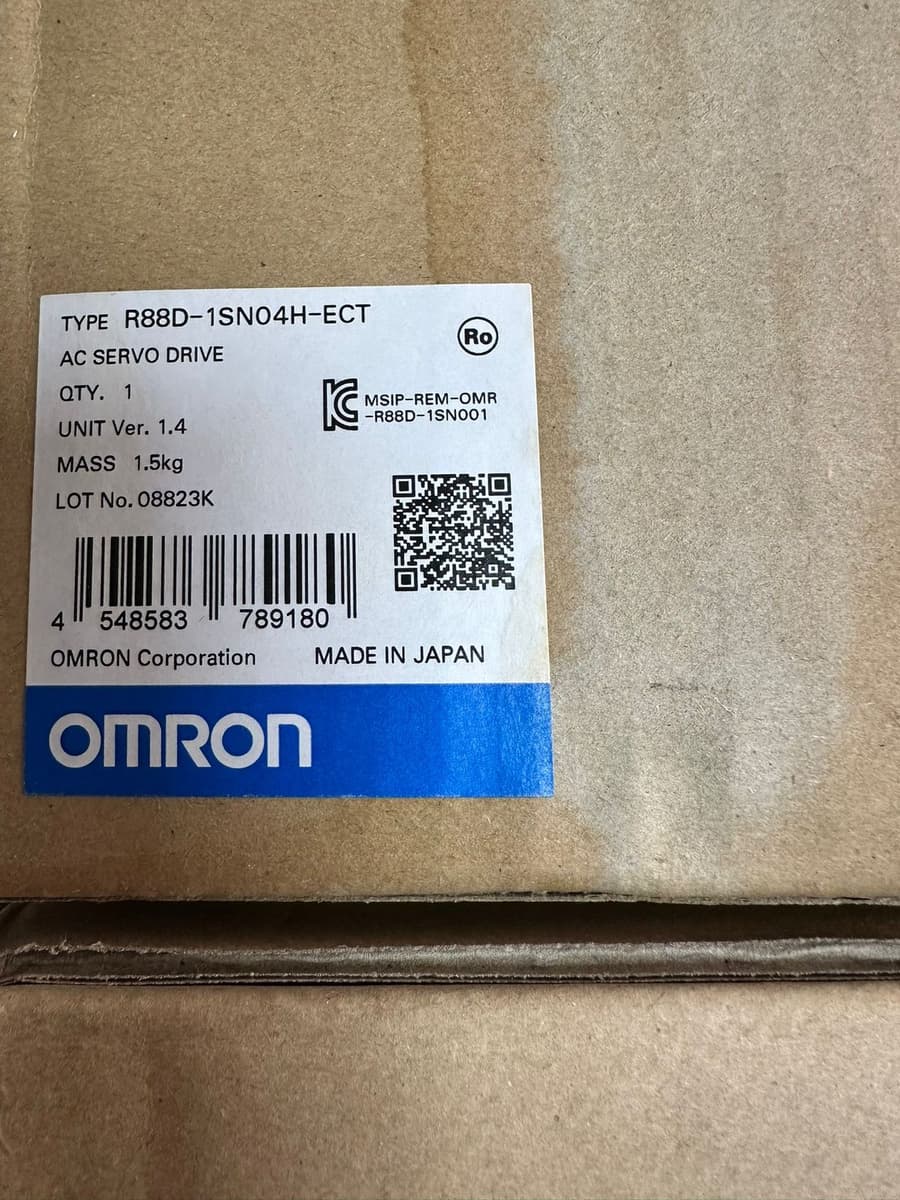 TYPE R88D-1SN04H-ECT
Ro
AC SERVO DRIVE
QTY. 1
MSIP-REM-OMR
-R88D-1SN001
UNIT Ver. 1.4
MASS 1.5kg
LOT No. 08823K
4 548583 789180
OMRON Corporation MADE IN JAPAN
OMRON